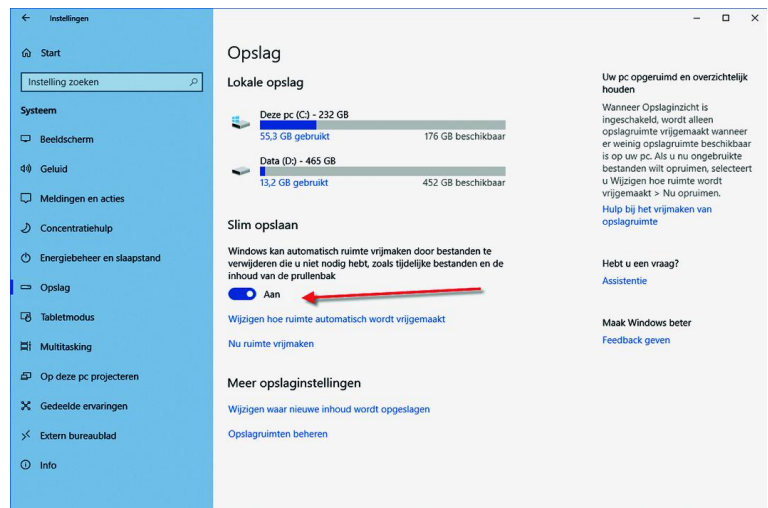 Instellingen
Start
Instelling zoeken
Systeem
Beeldscherm
Geluid
Meldingen en acties
Concentratiehulp
Energiebeheer en slaapstand
Opslag
Tabletmodus
Multitasking
Op deze pc projecteren
Gedeelde ervaringen
Extern bureaublad
Info
Opslag
Lokale opslag
Deze pc (C:) - 232 GB
55,3 GB gebruikt 176 GB beschikbaar
Data (D:) - 465 GB
13,2 GB gebruikt 452 GB beschikbaar
Slim opslaan
Windows kan automatisch ruimte vrijmaken door bestanden te
verwijderen die u niet nodig hebt, zoals tijdelijke bestanden en de
inhoud van de prullenbak
Aan
Wijzigen hoe ruimte automatisch wordt vrijgemaakt
Nu ruimte vrijmaken
Meer opslaginstellingen
Wijzigen waar nieuwe inhoud wordt opgeslagen
Opslagruimten beheren
Uw pc opgeruimd en overzichtelijk
houden
Wanneer Opslaginzicht is
ingeschakeld, wordt alleen
opslagruimte vrijgemaakt wanneer
er weinig opslagruimte beschikbaar
is op uw pc. Als u nu ongebruikte
bestanden wilt opruimen, selecteert
u Wijzigen hoe ruimte wordt
vrijgemaakt > Nu opruimen.
Hulp bij het vrijmaken van
opslagruimte
Hebt u een vraag?
Assistentie
Maak Windows beter
Feedback geven